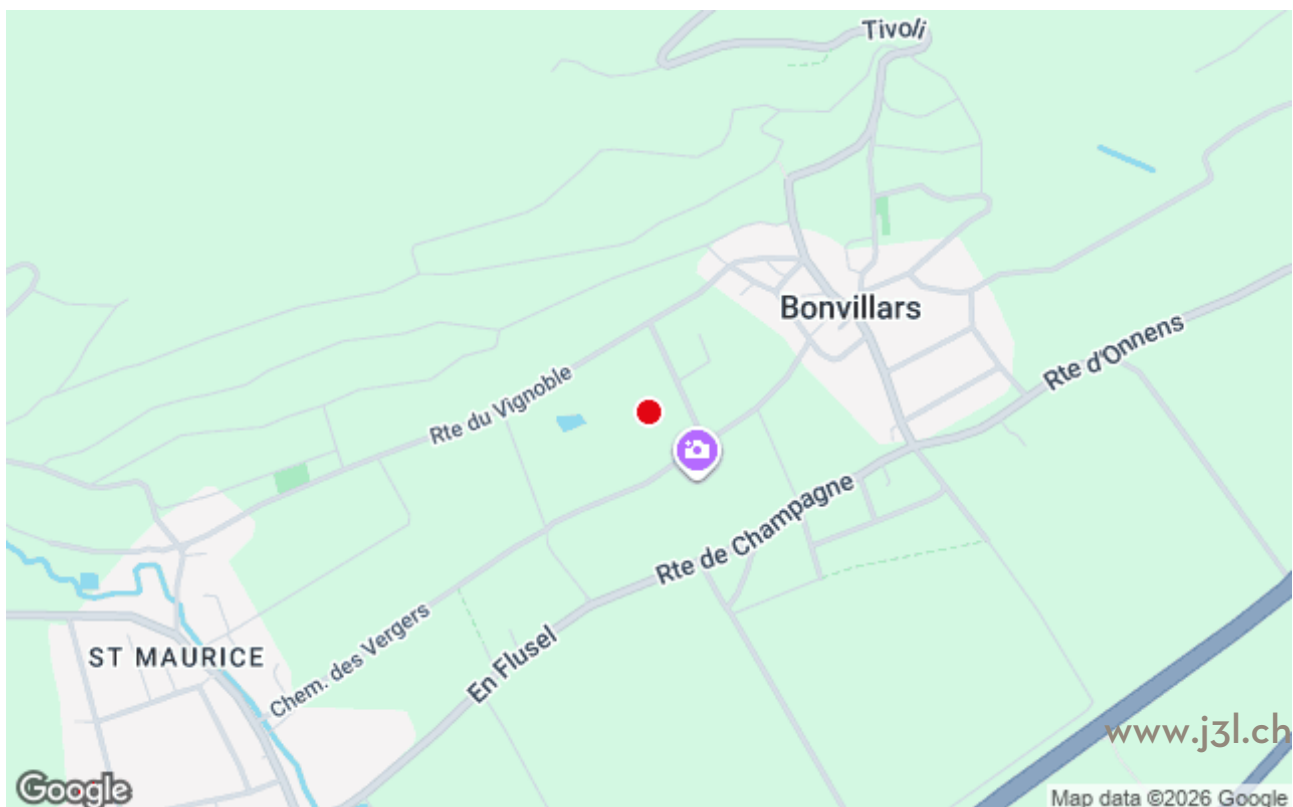 Tivoli
Bonvillars
Rte d'Onnens
Rte du Vignoble
Rte de Champagne
ST MAURICE
Chem. des Vergers
En Flusel
www.j3l.ch
Google
Map data ©2026 Google